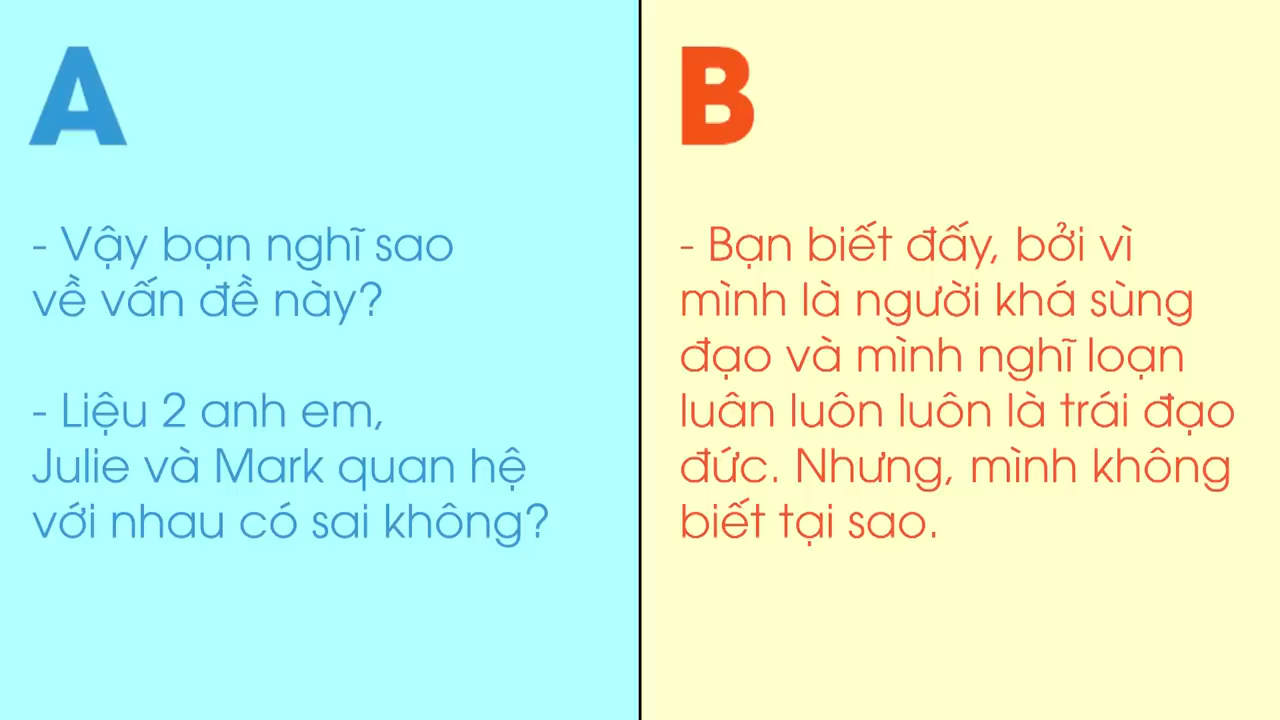 A
- Vậy bạn nghĩ sao
về vấn đề này?
- Liệu 2 anh em,
Julie và Mark quan hệ
với nhau có sai không?
B
- Bạn biết đấy, bởi vì
mình là người khá sùng
đạo và mình nghĩ loạn
luân luôn luôn là trái đạo
đức. Nhưng, mình không
biết tại sao.